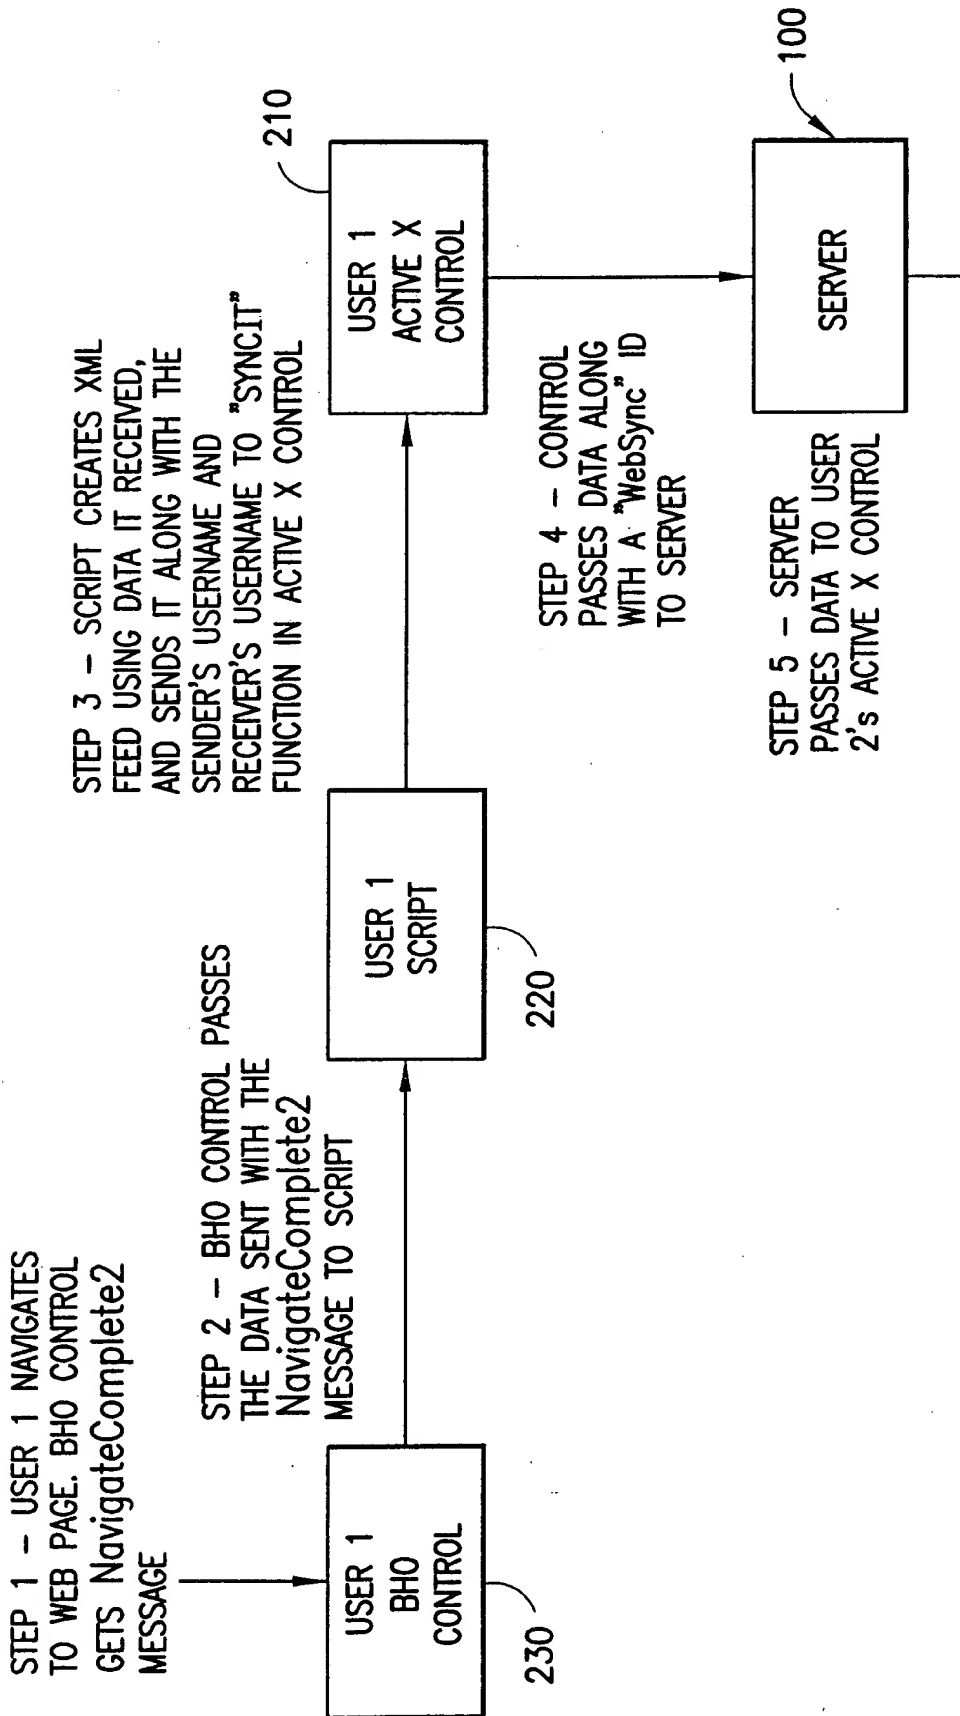 STEP 1 – USER 1 NAVIGATES
TO WEB PAGE. BHO CONTROL
GETS NavigateComplete2
MESSAGE
USER 1
BHO
CONTROL
230
STEP 2 – BHO CONTROL PASSES
THE DATA SENT WITH THE
NavigateComplete2
MESSAGE TO SCRIPT
USER 1
SCRIPT
220
STEP 3 – SCRIPT CREATES XML
FEED USING DATA IT RECEIVED,
AND SENDS IT ALONG WITH THE
SENDER'S USERNAME AND
RECEIVER'S USERNAME TO "SYNCIT"
FUNCTION IN ACTIVE X CONTROL
USER 1
ACTIVE X
CONTROL
210
STEP 4 – CONTROL
PASSES DATA ALONG
WITH A "WebSync" ID
TO SERVER
SERVER
100
STEP 5 – SERVER
PASSES DATA TO USER
2's ACTIVE X CONTROL